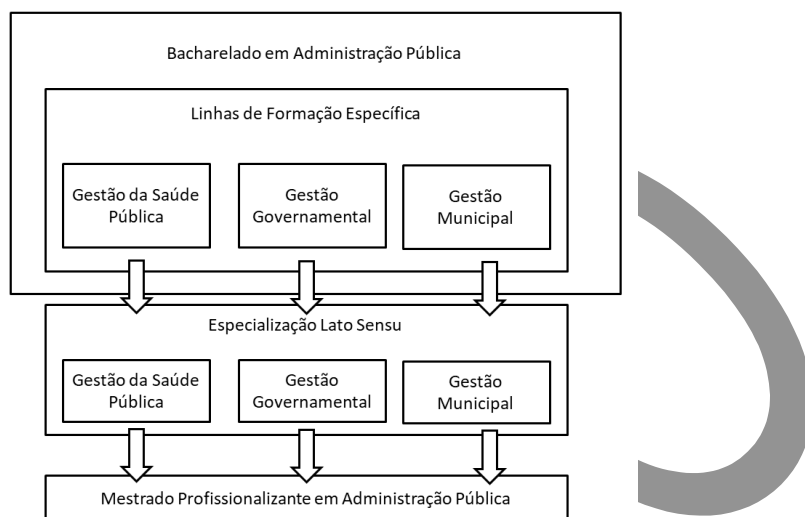 Bacharelado em Administração Pública
Linhas de Formação Específica
Gestão da Saúde
Pública
Gestão
Governamental
Gestão
Municipal
Especialização Lato Sensu
Gestão da Saúde
Pública
Gestão
Governamental
Gestão
Municipal
Mestrado Profissionalizante em Administração Pública